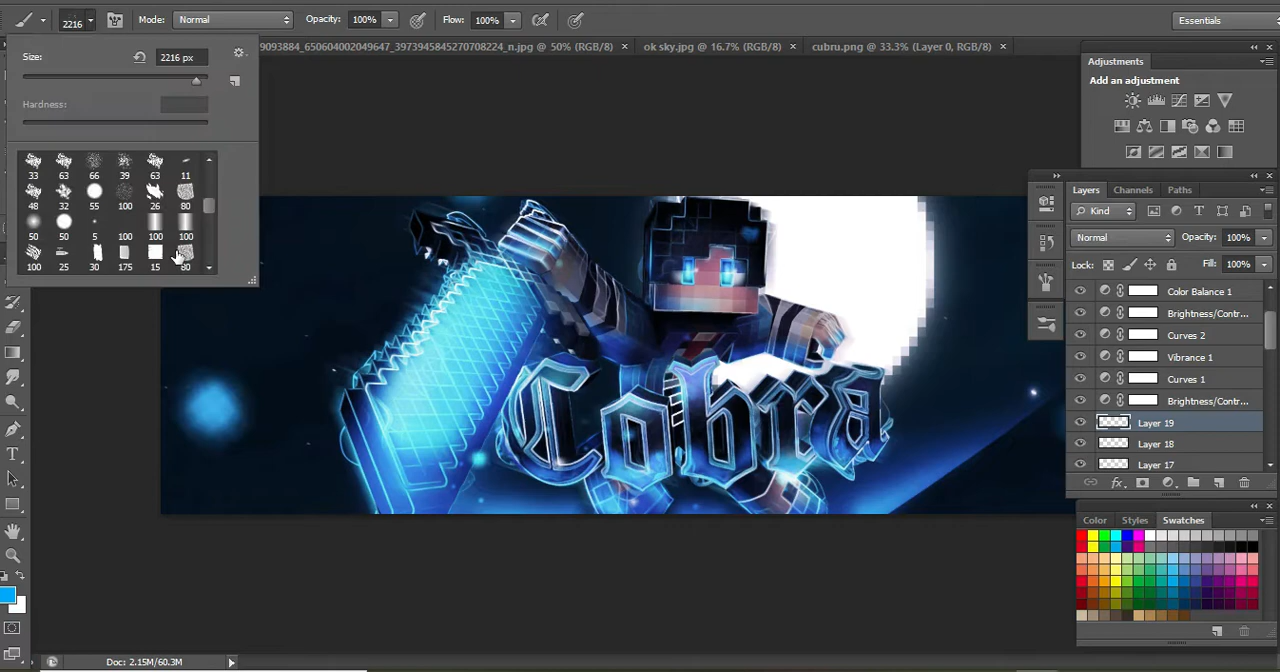 2216 Mode: Normal Opacity: 100% Flow: 100% Essentials
9093884_650604002049647_3973945845270708224_n.jpg @ 50% (RGB/8) × ok sky.jpg @ 16.7% (RGB/8) × cubru.png @ 33.3% (Layer 0, RGB/8) ×
Size: 2216 px
Hardness:
33 63 66 39 63 11
48 32 55 100 26 80
50 50 5 100 100 100
100 25 30 175 15 80
Cobra
Adjustments
Add an adjustment
Layers Channels Paths
Kind
Normal Opacity: 100%
Lock: Fill: 100%
Color Balance 1
Brightness/Contr...
Curves 2
Vibrance 1
Curves 1
Brightness/Contr...
Layer 19
Layer 18
Layer 17
fx
Color Styles Swatches
Doc: 2.15M/60.3M